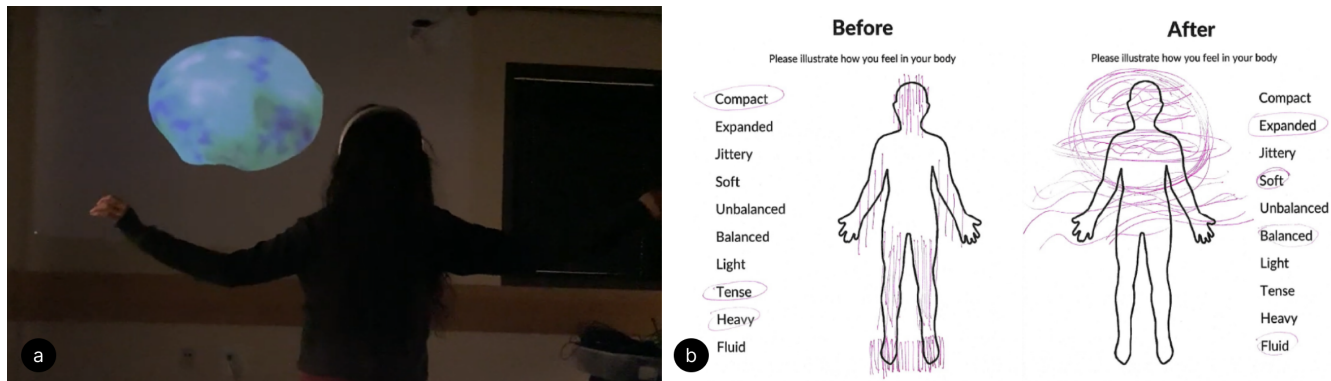 a
Before
Please illustrate how you feel in your body
Compact
Expanded
Jittery
Soft
Unbalanced
Balanced
Light
Tense
Heavy
Fluid
b
After
Please illustrate how you feel in your body
Compact
Expanded
Jittery
Soft
Unbalanced
Balanced
Light
Tense
Heavy
Fluid